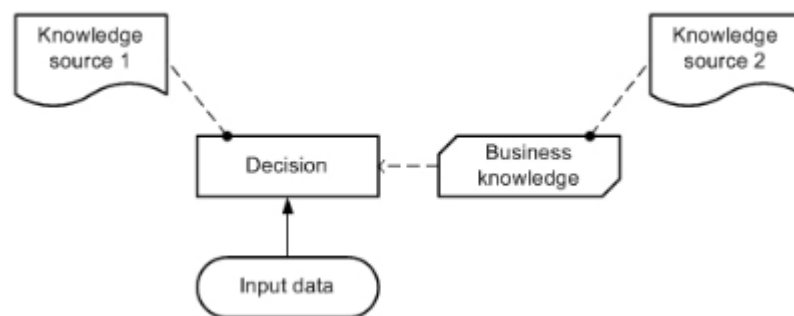 Knowledge
source 1
Knowledge
source 2
Decision
Business
knowledge
Input data